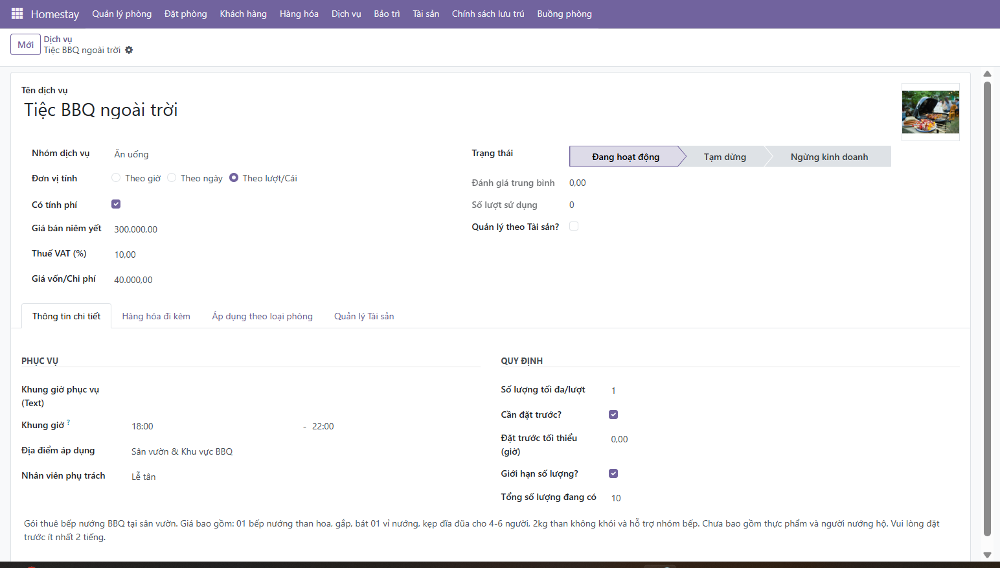 Homestay Quản lý phòng Đặt phòng Khách hàng Hàng hóa Dịch vụ Bảo trì Tài sản Chính sách lưu trú Buồng phòng
Mới
Dịch vụ
Tiệc BBQ ngoài trời
Tên dịch vụ
Tiệc BBQ ngoài trời
Nhóm dịch vụ Ăn uống
Đơn vị tính Theo giờ Theo ngày Theo lượt/Cái
Có tính phí
Giá bán niêm yết 300.000,00
Thuế VAT (%) 10,00
Giá vốn/Chi phí 40.000,00
Trạng thái Đang hoạt động Tạm dừng Ngừng kinh doanh
Đánh giá trung bình 0,00
Số lượt sử dụng 0
Quản lý theo Tài sản?
Thông tin chi tiết Hàng hóa đi kèm Áp dụng theo loại phòng Quản lý Tài sản
PHỤC VỤ
Khung giờ phục vụ
(Text)
Khung giờ ? 18:00 - 22:00
Địa điểm áp dụng Sân vườn & Khu vực BBQ
Nhân viên phụ trách Lễ tân
QUY ĐỊNH
Số lượng tối đa/lượt 1
Cần đặt trước?
Đặt trước tối thiểu
(giờ) 0,00
Giới hạn số lượng?
Tổng số lượng đang có 10
Gói thuê bếp nướng BBQ tại sân vườn. Giá bao gồm: 01 bếp nướng than hoa, gắp, bát 01 vỉ nướng, kẹp đĩa đũa cho 4-6 người, 2kg than không khói và hỗ trợ nhóm bếp. Chưa bao gồm thực phẩm và người nướng hộ. Vui lòng đặt
trước ít nhất 2 tiếng.